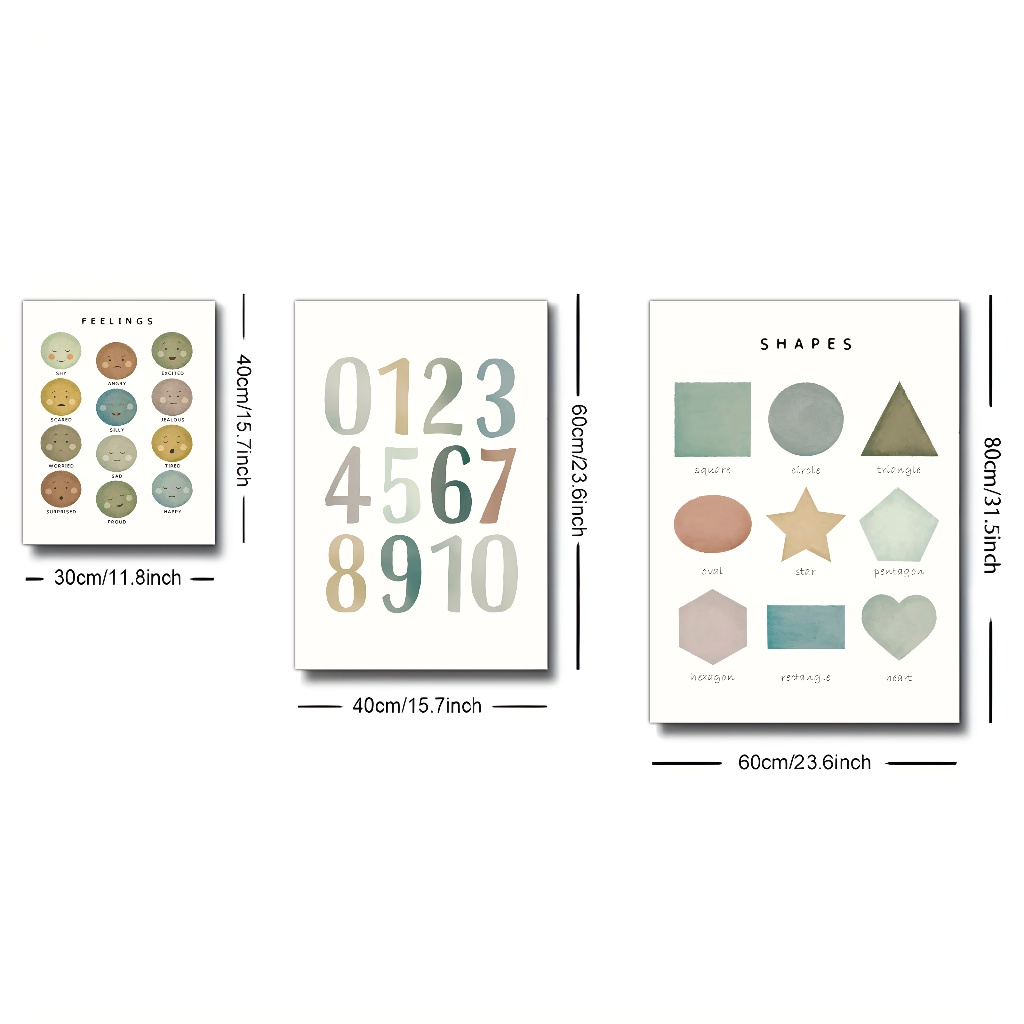 FEELINGS
SHY
ANGRY
EXCITED
SCARED
SILLY
JEALOUS
WORRIED
SAD
TIRED
SURPRISED
PROUD
HAPPY
30cm/11.8inch
40cm/15.7inch
0123
4567
8910
40cm/15.7inch
60cm/23.6inch
SHAPES
square
circle
triangle
oval
star
pentagon
hexagon
rectangle
heart
60cm/23.6inch
80cm/31.5inch